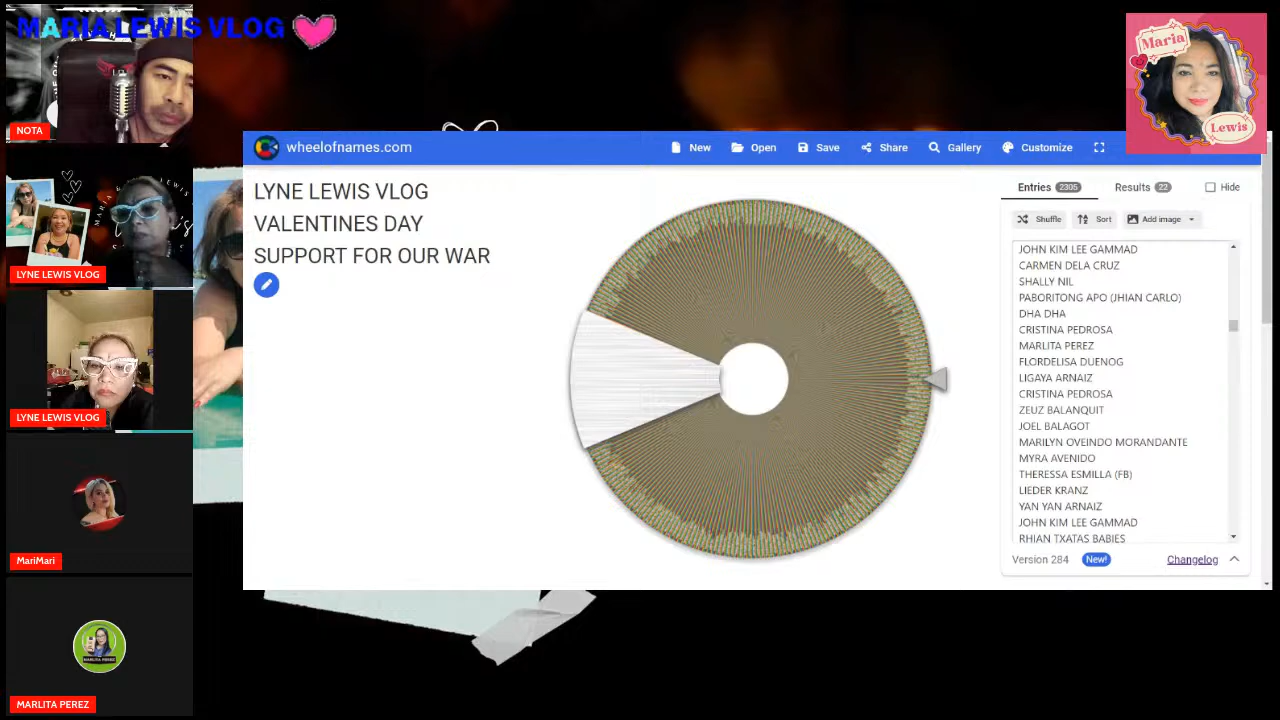 MARIA LEWIS VLOG
NOTA
LYNE LEWIS VLOG
LYNE LEWIS VLOG
MariMari
MARLITA PEREZ
MARLITA PEREZ
Maria
Lewis
wheelofnames.com
New
Open
Save
Share
Gallery
Customize
LYNE LEWIS VLOG
VALENTINES DAY
SUPPORT FOR OUR WAR
Entries 2305
Results 22
Hide
Shuffle
Sort
Add image
JOHN KIM LEE GAMMAD
CARMEN DELA CRUZ
SHALLY NIL
PABORITONG APO (JHIAN CARLO)
DHA DHA
CRISTINA PEDROSA
MARLITA PEREZ
FLORDELISA DUENOG
LIGAYA ARNAIZ
CRISTINA PEDROSA
ZEUZ BALANQUIT
JOEL BALAGOT
MARILYN OVEINDO MORANDANTE
MYRA AVENIDO
THERESSA ESMILLA (FB)
LIEDER KRANZ
YAN YAN ARNAIZ
JOHN KIM LEE GAMMAD
RHIAN TXATAS BABIES
Version 284
New!
Changelog